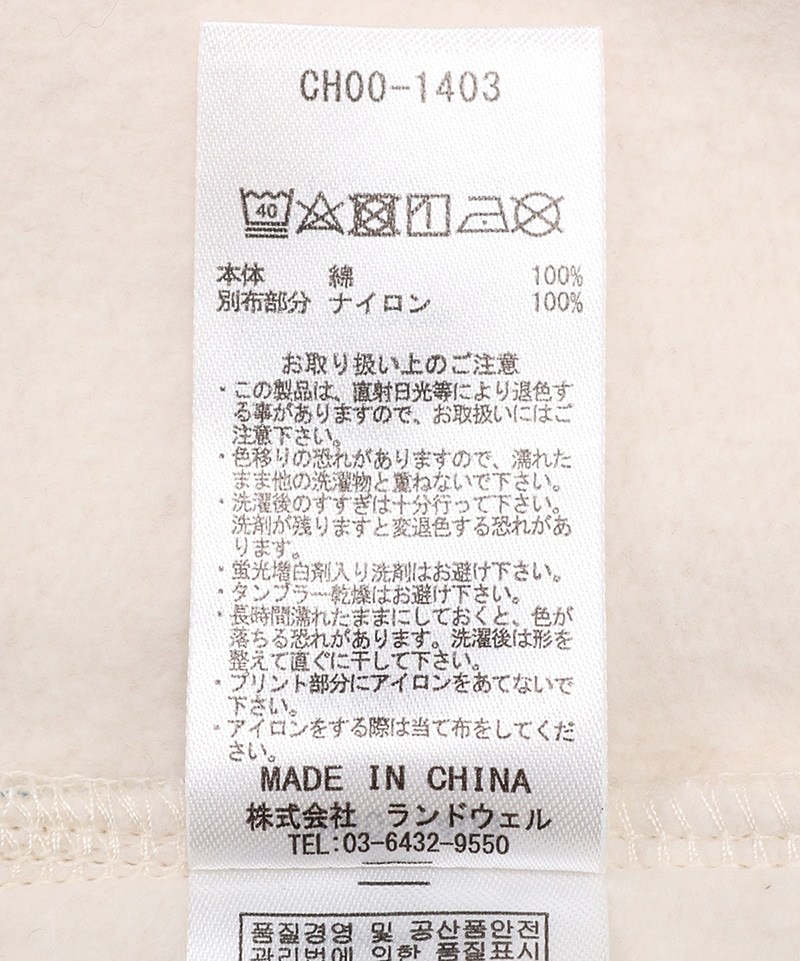 CH00-1403
40
本体 綿 100%
別布部分 ナイロン 100%
お取り扱い上のご注意
・この製品は、直射日光等により退色す
る事がありますので、お取扱いにはご
注意下さい。
・色移りの恐れがありますので、濡れた
まま他の洗濯物と重ねないで下さい。
・洗濯後のすすぎは十分行って下さい。
洗剤が残りますと変退色する恐れがあ
ります。
・蛍光増白剤入り洗剤はお避け下さい。
・タンブラー乾燥はお避け下さい。
・長時間濡れたままにしておくと、色が
落ちる恐れがあります。洗濯後は形を
整えて直ぐに干して下さい。
・プリント部分にアイロンをあてないで
下さい。
・アイロンをする際は当て布をしてくだ
さい。
MADE IN CHINA
株式会社 ランドウェル
TEL:03-6432-9550
품질경영 및 공산품안전
관리법에 의한 품질표시